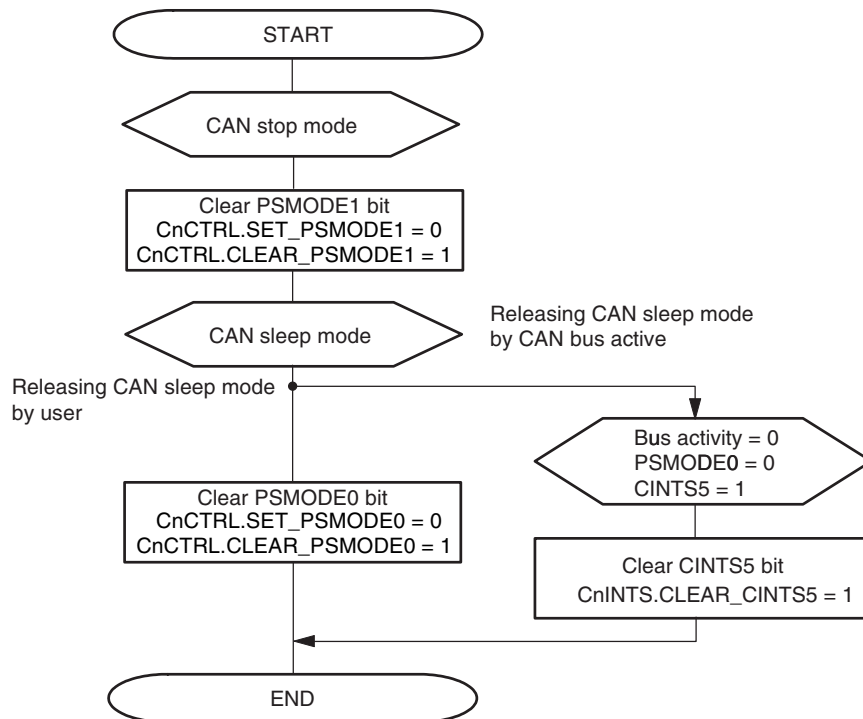 START
CAN stop mode
Clear PSMODE1 bit
CnCTRL.SET_PSMODE1 = 0
CnCTRL.CLEAR_PSMODE1 = 1
CAN sleep mode
Releasing CAN sleep mode
by CAN bus active
Releasing CAN sleep mode
by user
Bus activity = 0
PSMODE0 = 0
CINTS5 = 1
Clear PSMODE0 bit
CnCTRL.SET_PSMODE0 = 0
CnCTRL.CLEAR_PSMODE0 = 1
Clear CINTS5 bit
CnINTS.CLEAR_CINTS5 = 1
END